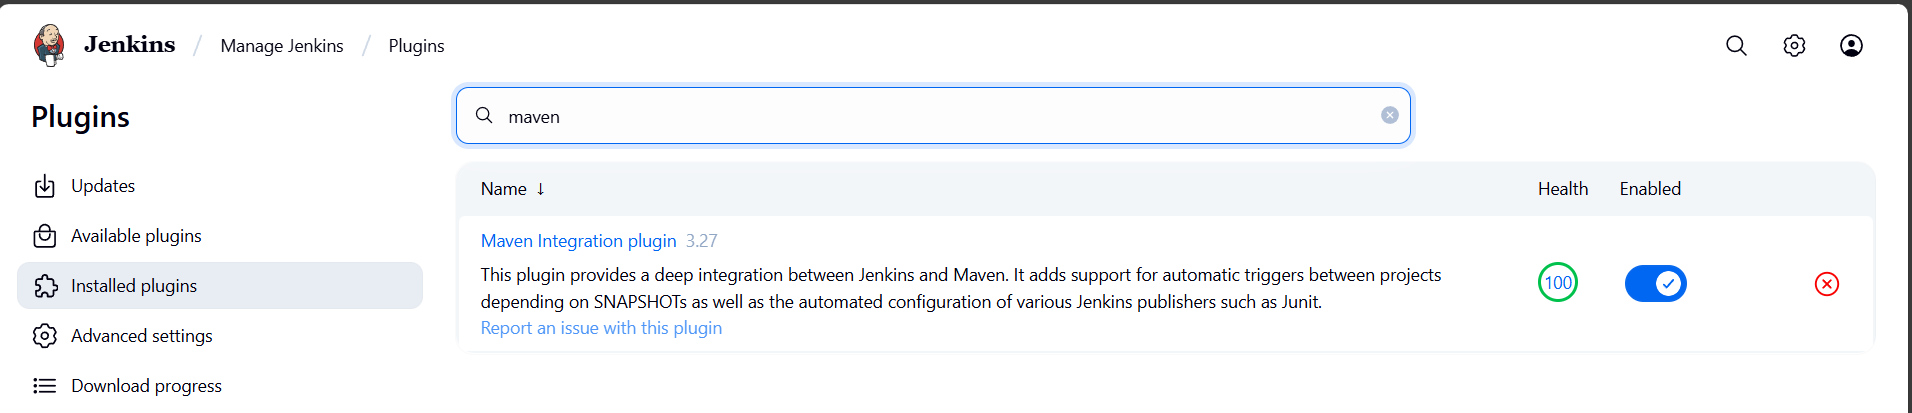 Jenkins / Manage Jenkins / Plugins
Plugins
Updates
Available plugins
Installed plugins
Advanced settings
Download progress
maven
Name ↓ Health Enabled
Maven Integration plugin 3.27
This plugin provides a deep integration between Jenkins and Maven. It adds support for automatic triggers between projects
depending on SNAPSHOTs as well as the automated configuration of various Jenkins publishers such as Junit.
Report an issue with this plugin
100